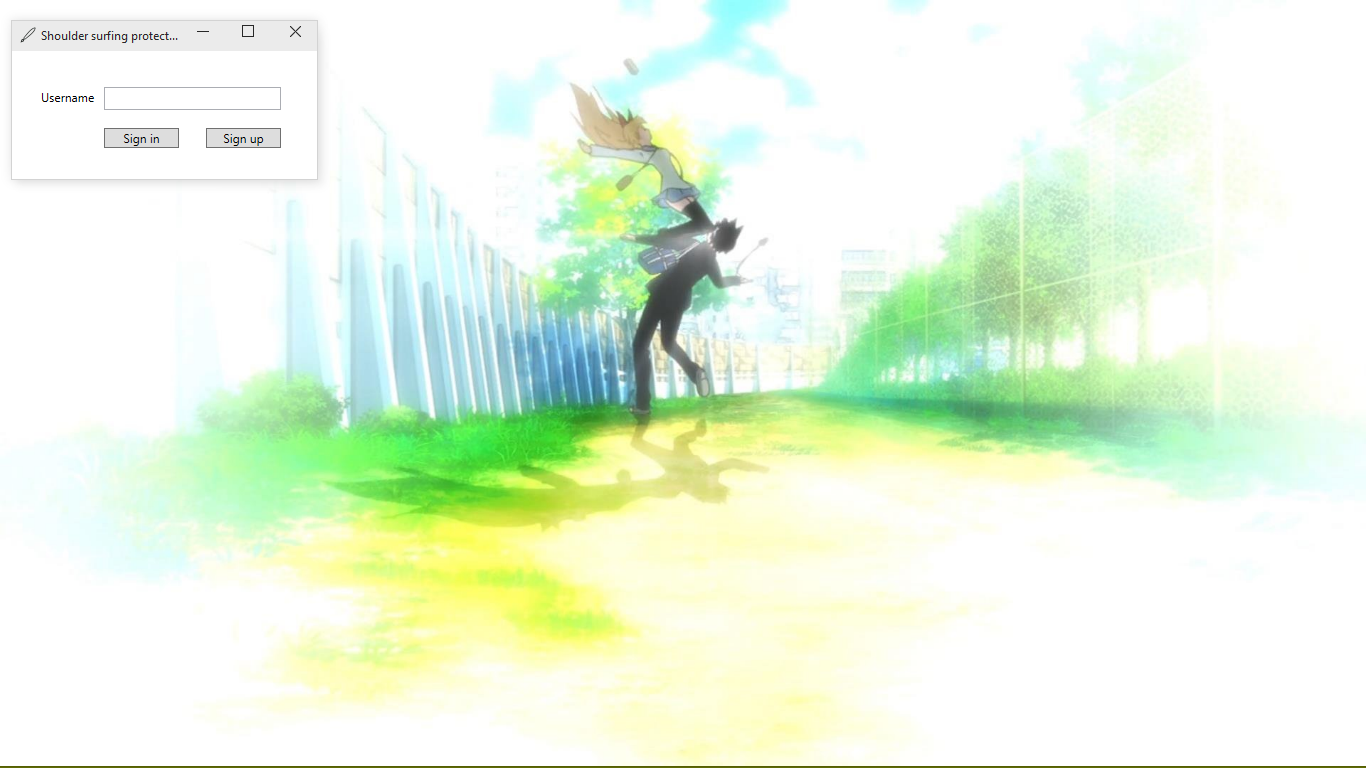 Shoulder surfing protect...
Username
Sign in
Sign up